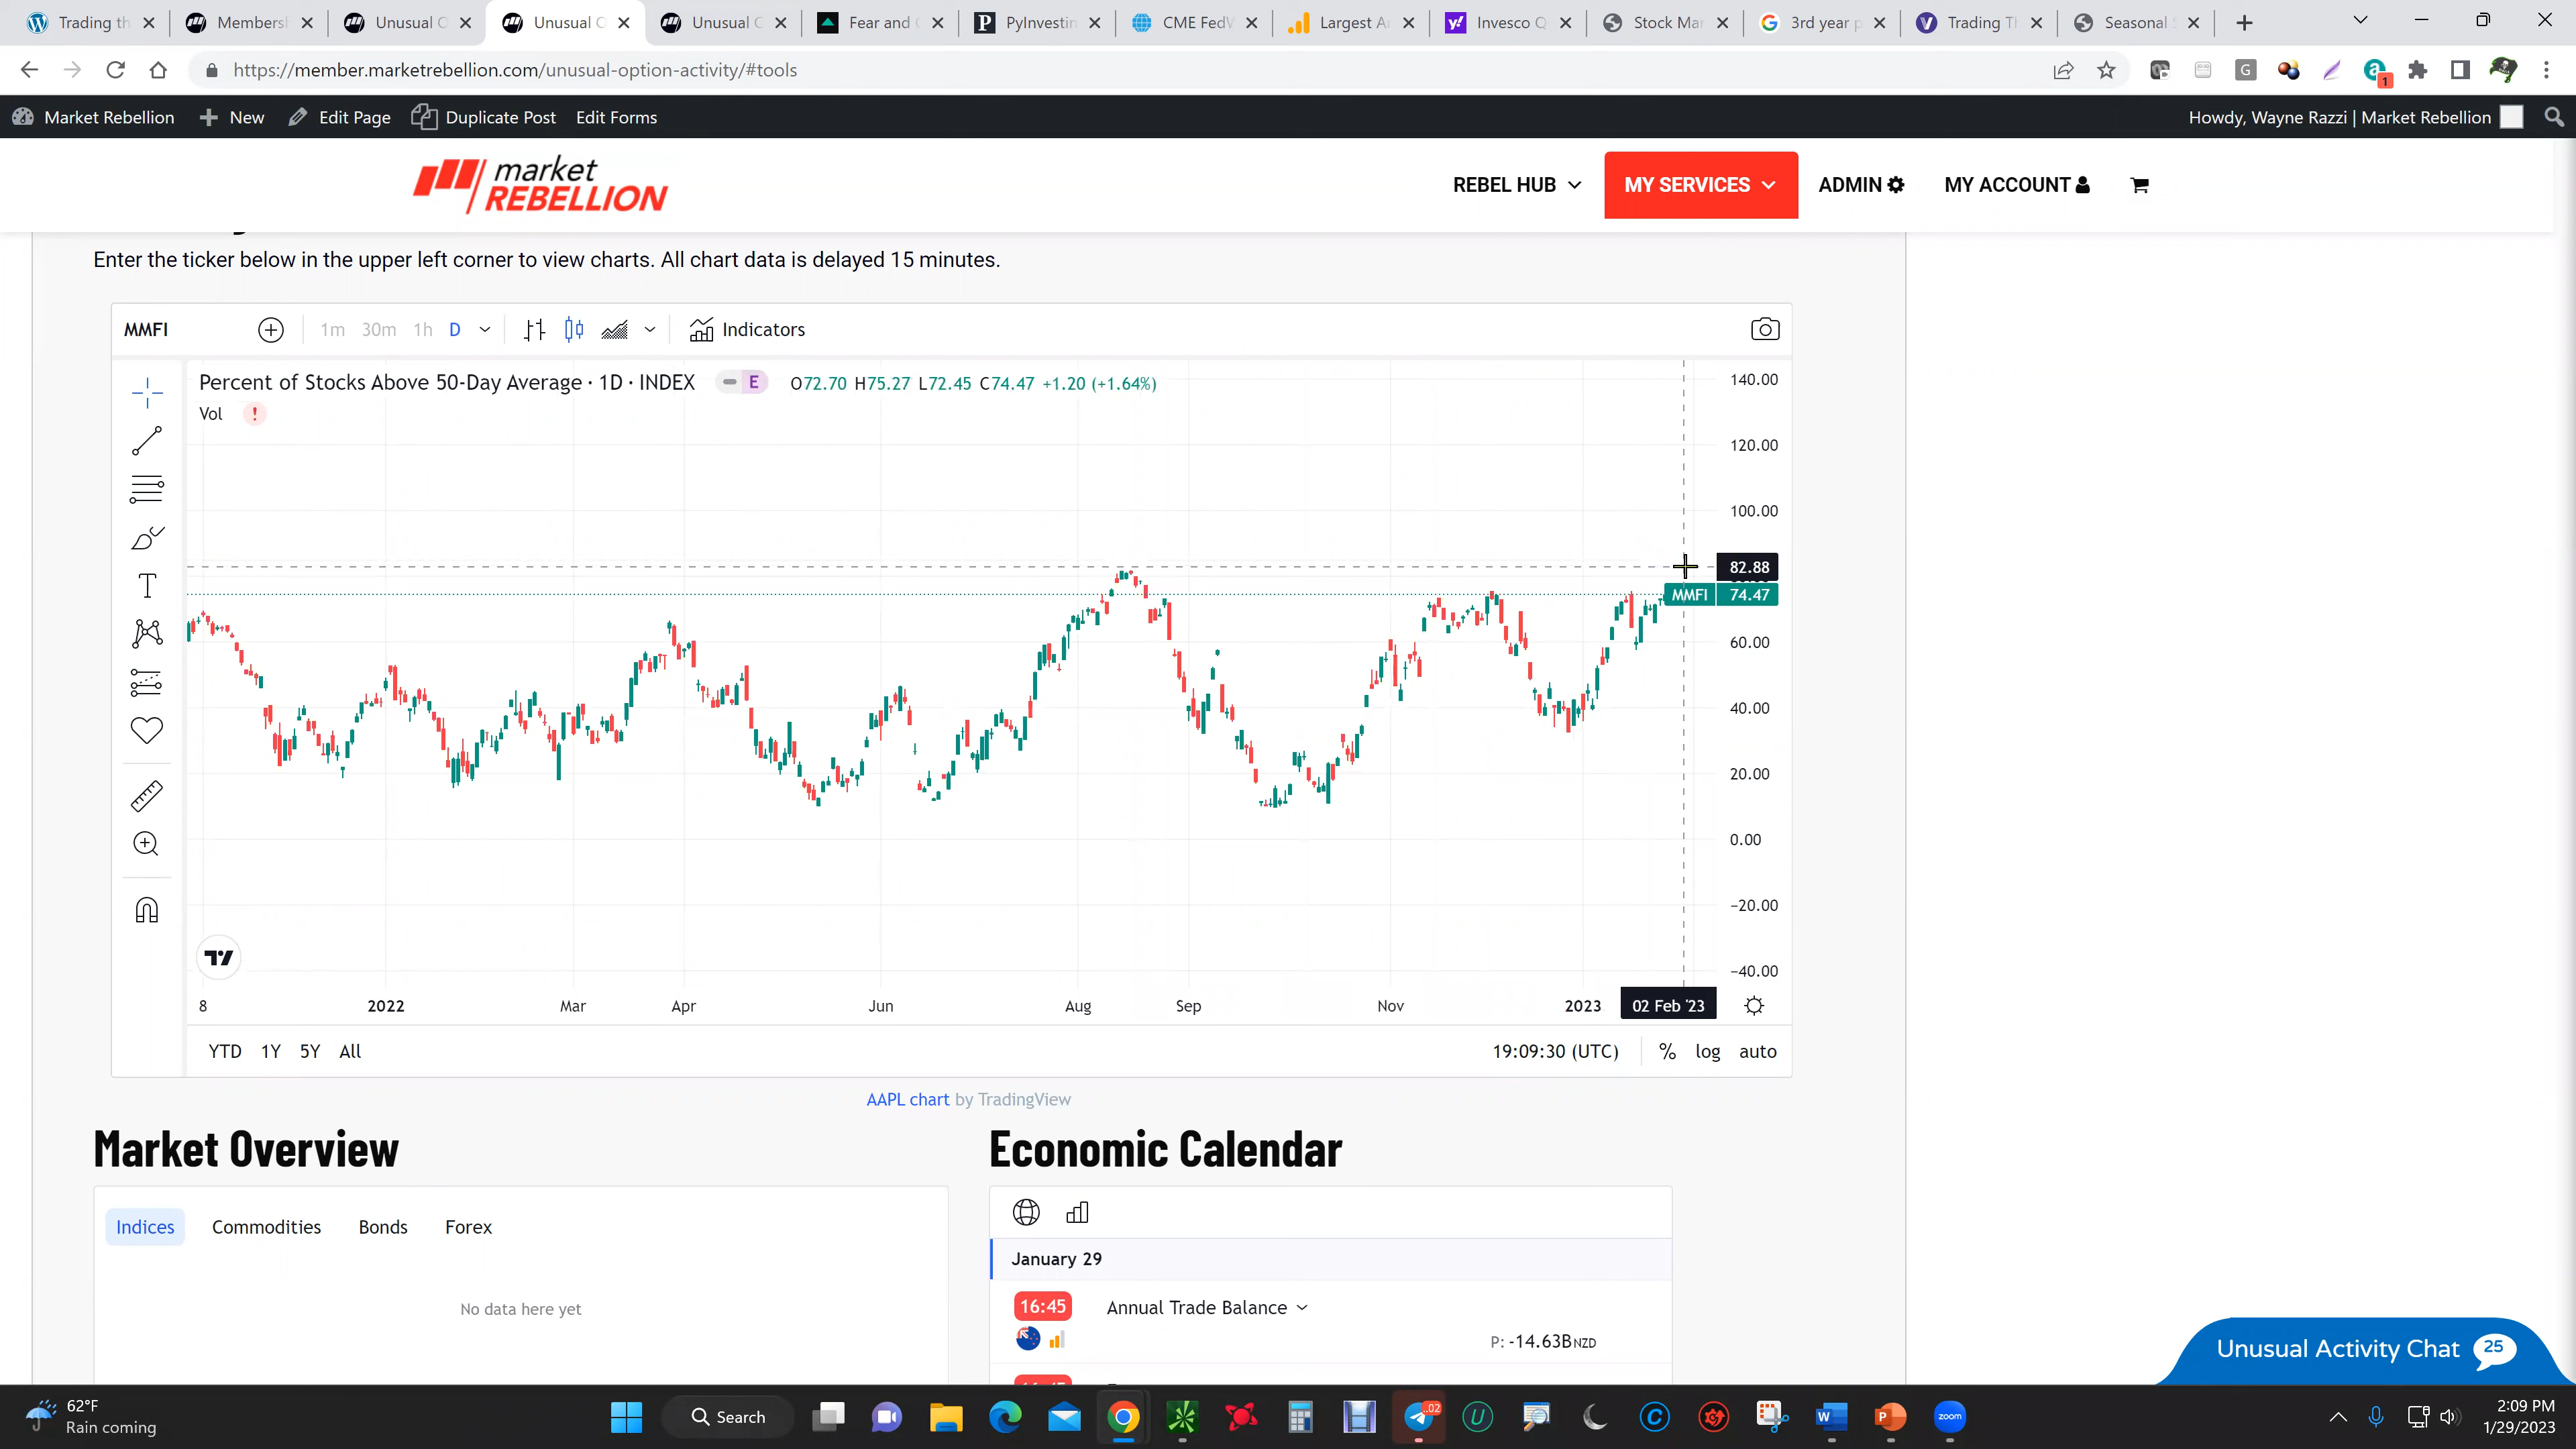 Trading th
Membersh
Unusual O
Unusual O
Unusual O
Fear and G
PyInvestin
CME FedW
Largest Am
Invesco Q
Stock Mar
3rd year p
Trading Th
Seasonal S
https://member.marketrebellion.com/unusual-option-activity/#tools
1
Market Rebellion New Edit Page Duplicate Post Edit Forms
Howdy, Wayne Razzi | Market Rebellion
market
REBELLION
REBEL HUB MY SERVICES ADMIN MY ACCOUNT
Enter the ticker below in the upper left corner to view charts. All chart data is delayed 15 minutes.
MMFI 1m 30m 1h D Indicators
Percent of Stocks Above 50-Day Average · 1D · INDEX E O72.70 H75.27 L72.45 C74.47 +1.20 (+1.64%)
Vol !
140.00
120.00
100.00
82.88
MMFI 74.47
60.00
40.00
20.00
0.00
−20.00
−40.00
8 2022 Mar Apr Jun Aug Sep Nov 2023 02 Feb '23
YTD 1Y 5Y All 19:09:30 (UTC) % log auto
AAPL chart by TradingView
Market Overview
Economic Calendar
Indices Commodities Bonds Forex
No data here yet
January 29
16:45 Annual Trade Balance
P: -14.63B NZD
Unusual Activity Chat 25
62°F
Rain coming
Search
zoom
2:09 PM
1/29/2023